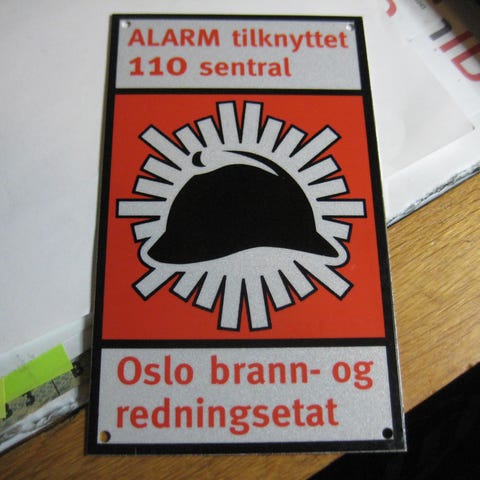 ALARM tilknyttet
110 sentral
Oslo brann- og
redningsetat